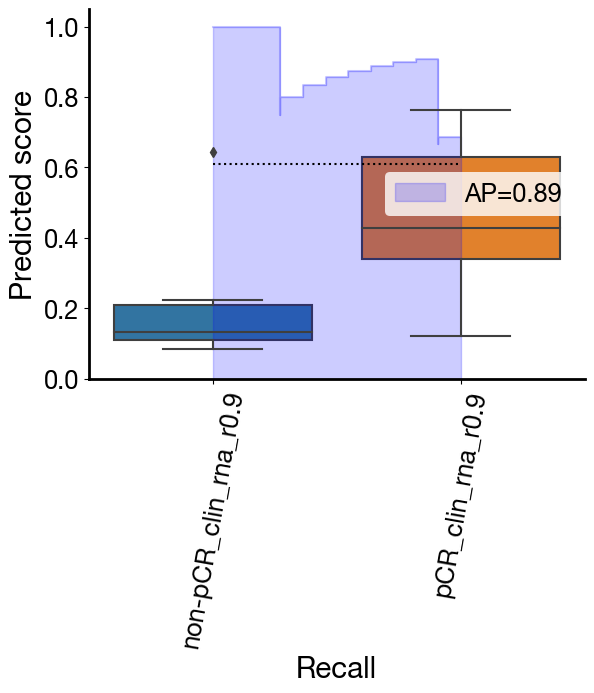 1.0
0.8
0.6
0.4
0.2
0.0
Predicted score
AP=0.89
non-pCR_clin_rna_r0.9
pCR_clin_rna_r0.9
Recall